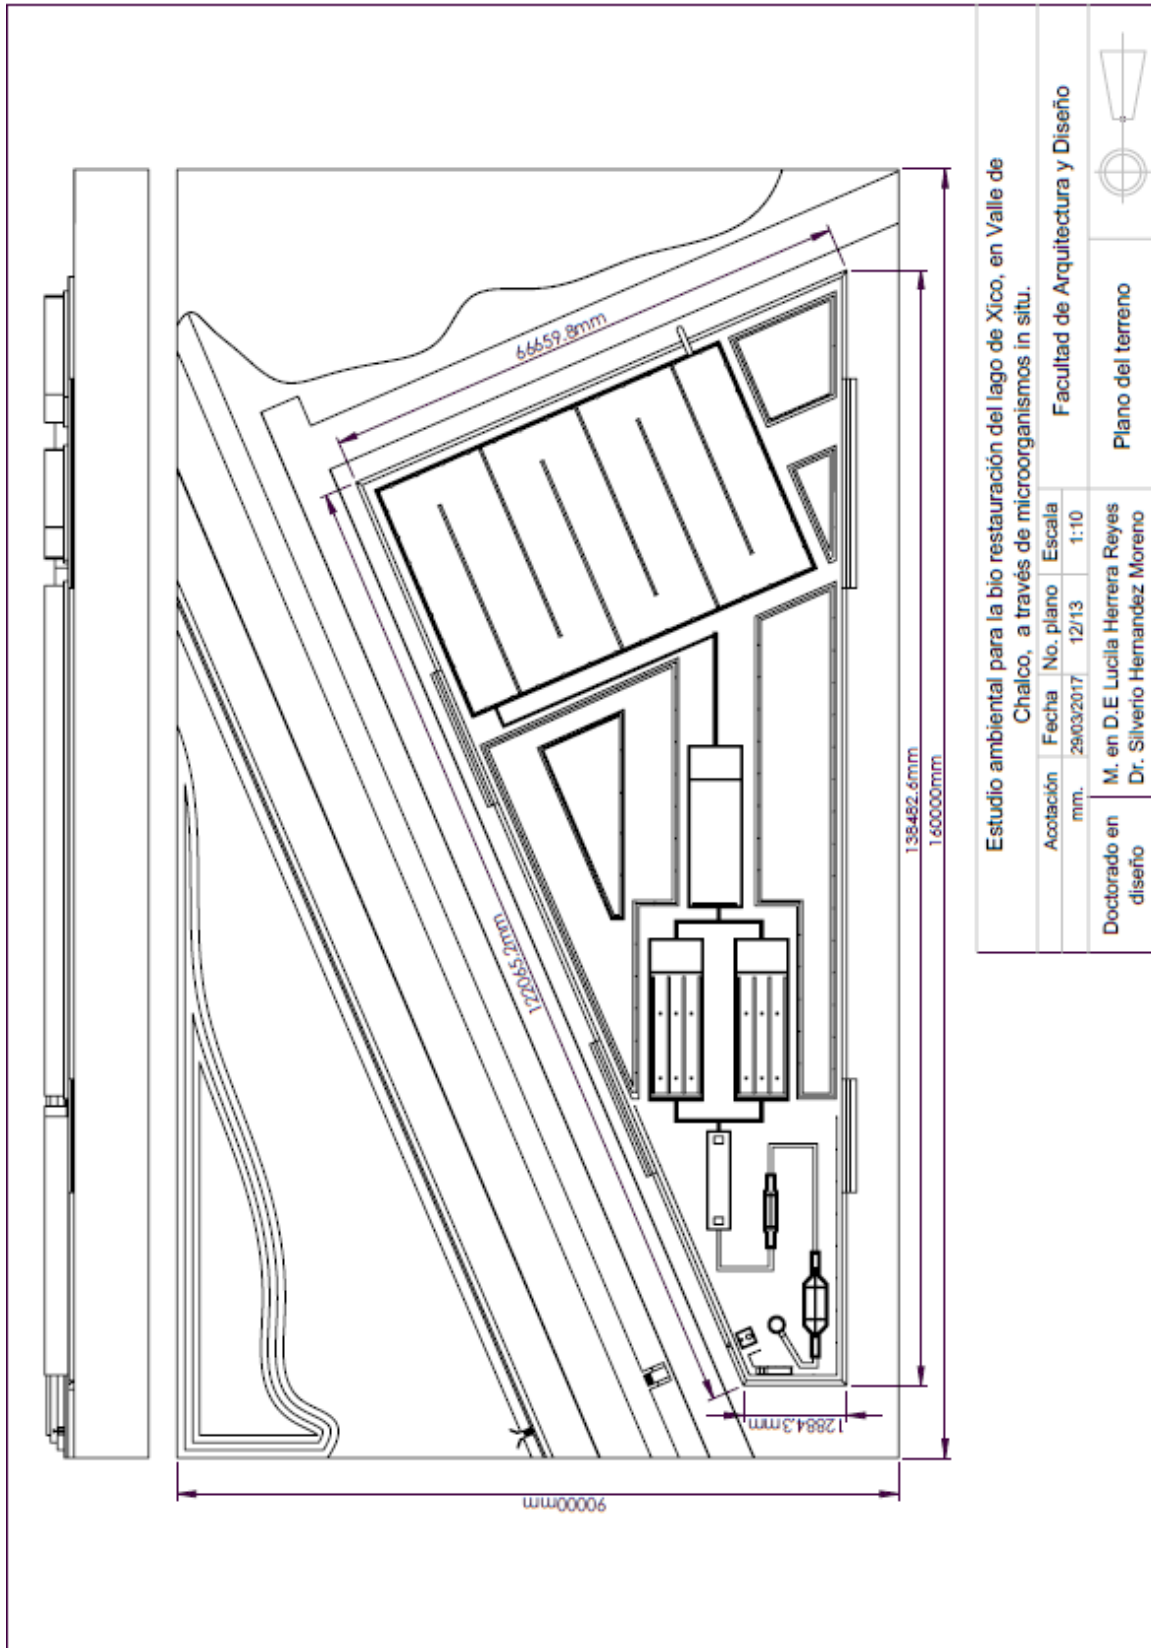 66659.8mm
122065.2mm
138482.6mm
160000mm
12884.3mm
90000mm
Estudio ambiental para la bio restauración del lago de Xico, en Valle de
Chalco, a través de microorganismos in situ.
Acotación
mm.
Fecha
29/03/2017
No. plano
12/13
Escala
1:10
Facultad de Arquitectura y Diseño
Doctorado en
diseño
M. en D.E Lucila Herrera Reyes
Dr. Silverio Hernandez Moreno
Plano del terreno